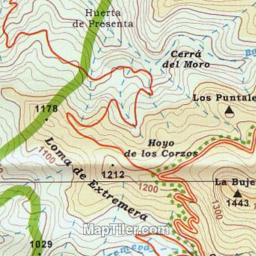 Huerta
de Presenta
Cerrá
del Moro
Los Puntale
1178
1100
Hoyo
de los Corzos
Loma de Extremera
1212
1200
La Buje
1443
1300
MapTiler.com
1029